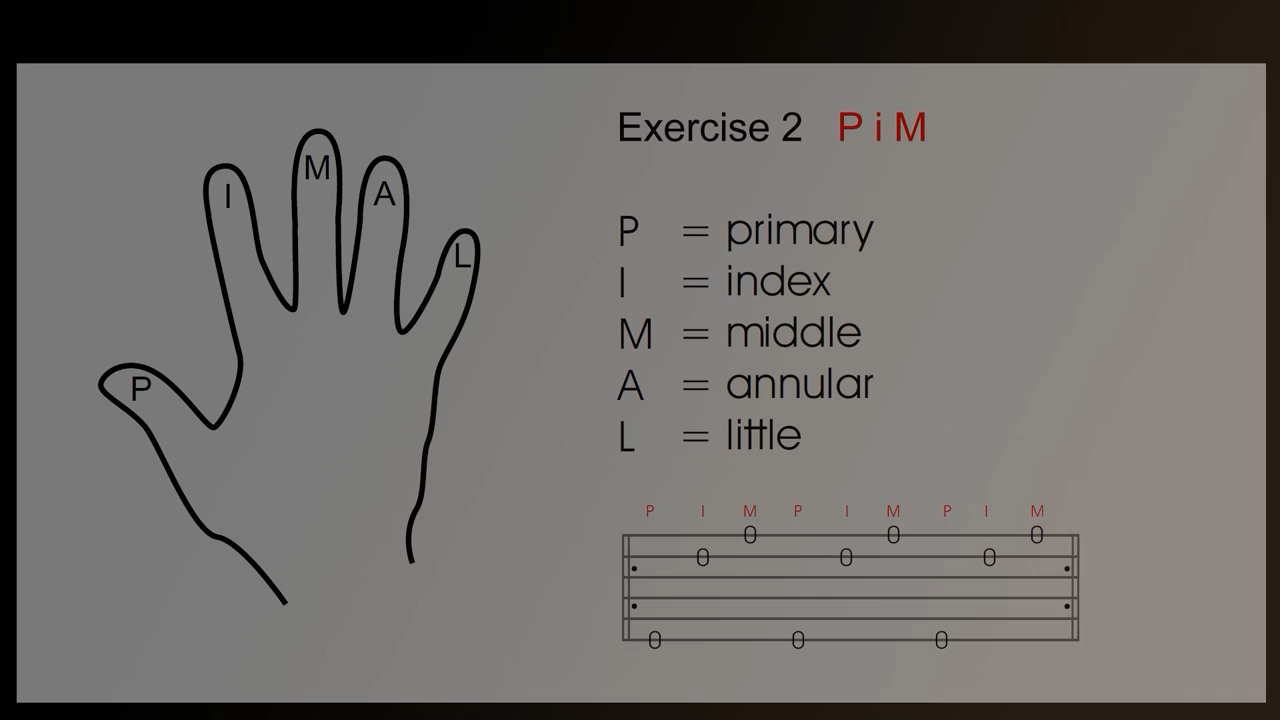 Exercise 2 P i M
M
I
A
L
P
P = primary
I = index
M = middle
A = annular
L = little
P I M P I M P I M
0 0 0
0 0 0
0 0 0